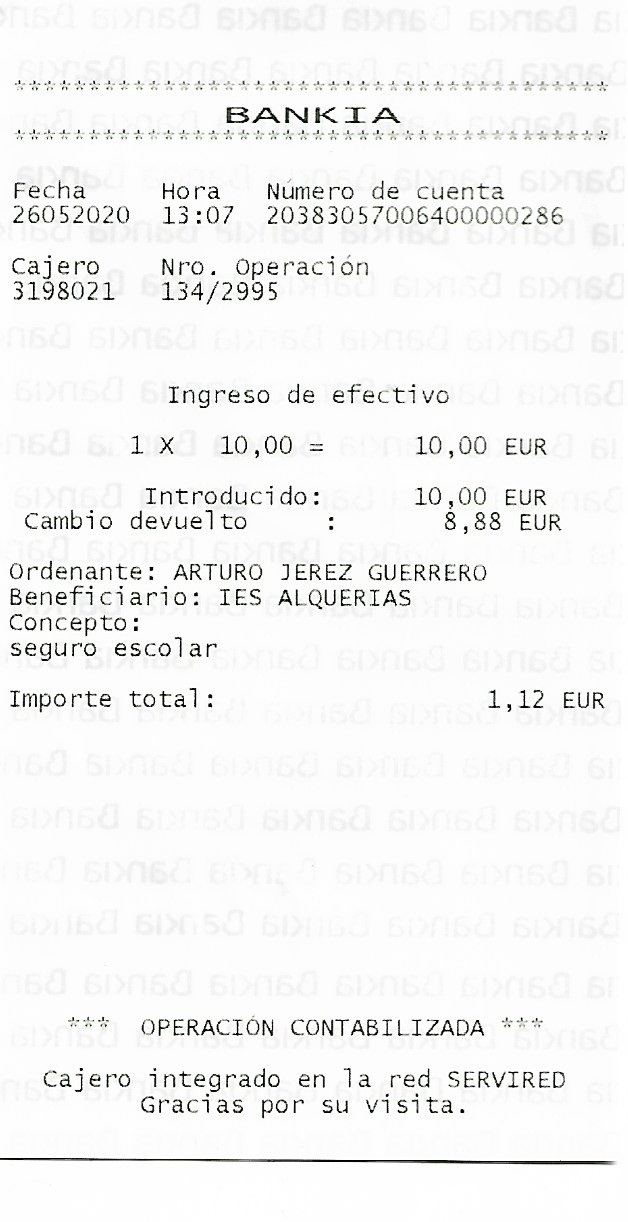 ****************************************
BANKIA
****************************************
Fecha Hora Número de cuenta
26052020 13:07 20383057006400000286
Cajero Nro. Operación
3198021 134/2995
Ingreso de efectivo
1 X 10,00 = 10,00 EUR
Introducido: 10,00 EUR
Cambio devuelto : 8,88 EUR
Ordenante: ARTURO JEREZ GUERRERO
Beneficiario: IES ALQUERIAS
Concepto:
seguro escolar
Importe total: 1,12 EUR
*** OPERACIÓN CONTABILIZADA ***
Cajero integrado en la red SERVIRED
Gracias por su visita.